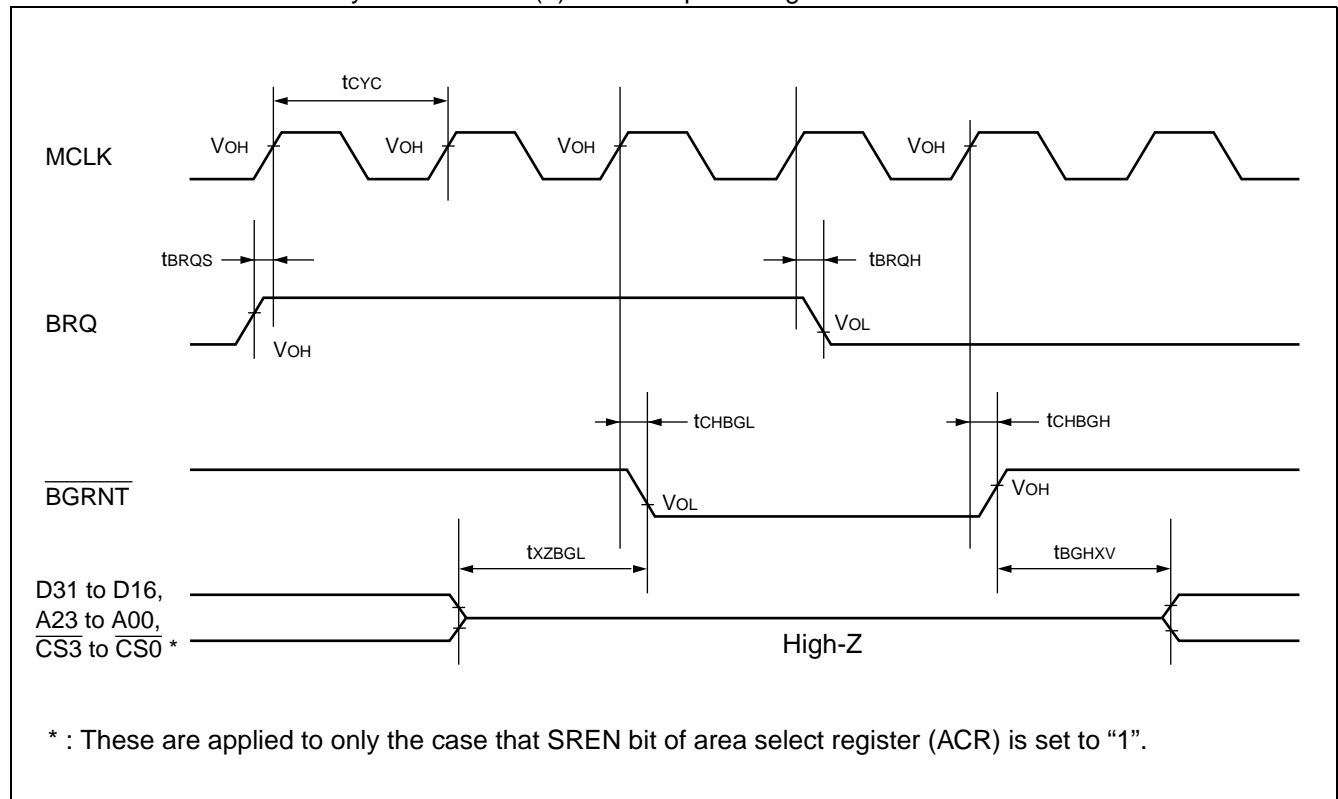 tCYC
MCLK
VOH
VOH
VOH
VOH
tBRQS
tBRQH
BRQ
VOH
VOL
tCHBGL
tCHBGH
BGRNT
VOL
VOH
tXZBGL
tBGHXV
D31 to D16,
A23 to A00,
CS3 to CS0 *
High-Z
* : These are applied to only the case that SREN bit of area select register (ACR) is set to “1”.